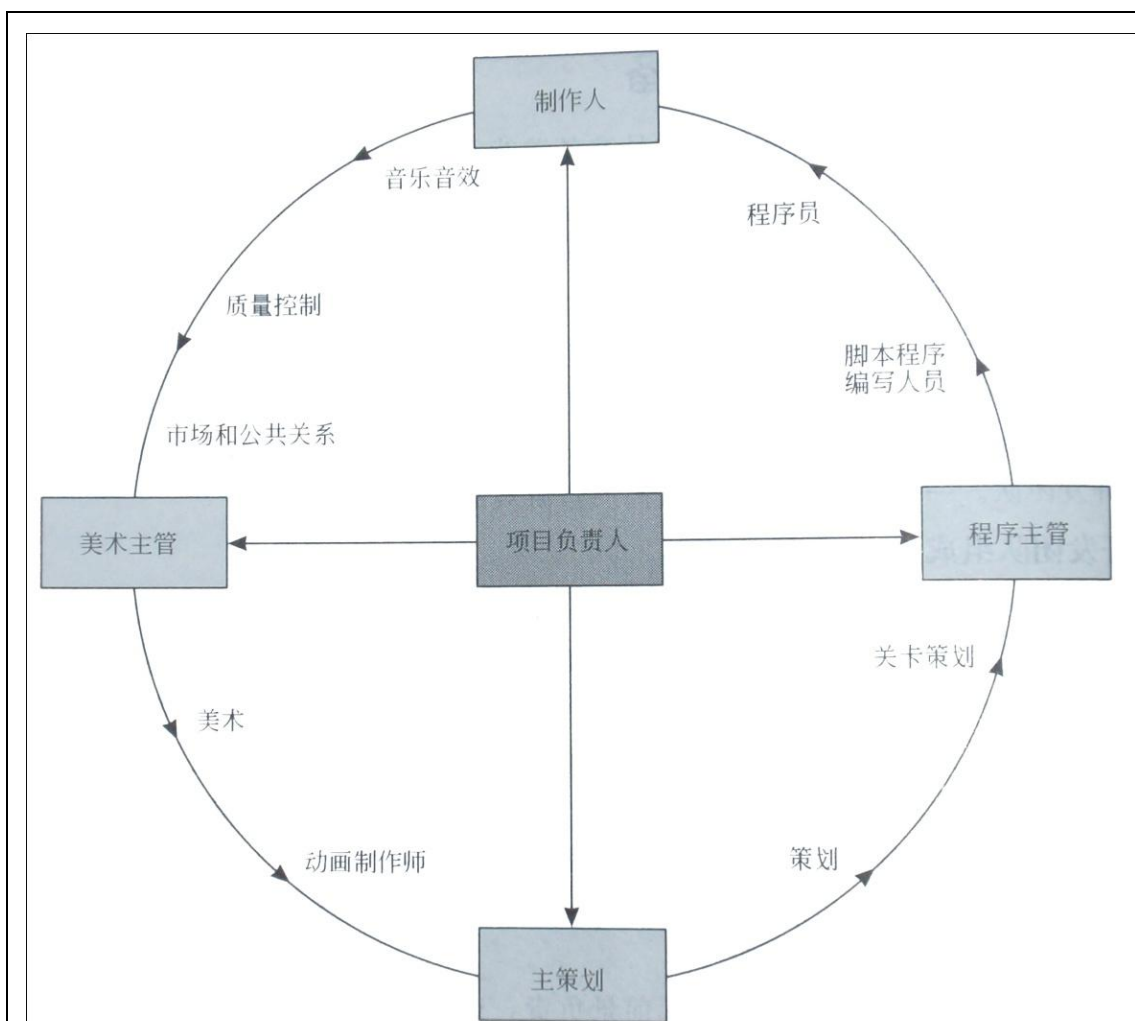 制作人
音乐音效
程序员
质量控制
脚本程序
编写人员
市场和公共关系
美术主管
项目负责人
程序主管
关卡策划
美术
动画制作师
策划
主策划